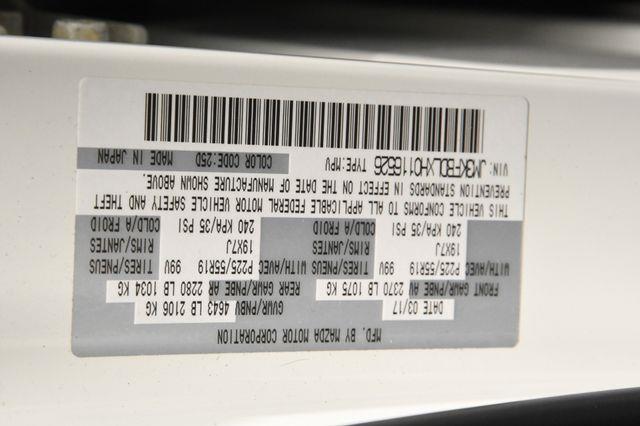 MFD. BY MAZDA MOTOR CORPORATION
DATE 03/17 GVWR/PNBV 4643 LB 2106 KG
FRONT GAWR/PNBE AV 2370 LB 1075 KG REAR GAWR/PNBE AR 2280 LB 1034 KG
WITH/AVEC P225/55R19 99V TIRES/PNEUS WITH/AVEC P225/55R19 99V TIRES/PNEUS
19X7J RIMS/JANTES 19X7J RIMS/JANTES
240 KPA/35 PSI COLD/A FROID 240 KPA/35 PSI COLD/A FROID
THIS VEHICLE CONFORMS TO ALL APPLICABLE FEDERAL MOTOR VEHICLE SAFETY AND THEFT
PREVENTION STANDARDS IN EFFECT ON THE DATE OF MANUFACTURE SHOWN ABOVE.
VIN: JM3KFBDLXH0116526 TYPE:MPV COLOR CODE:25D MADE IN JAPAN